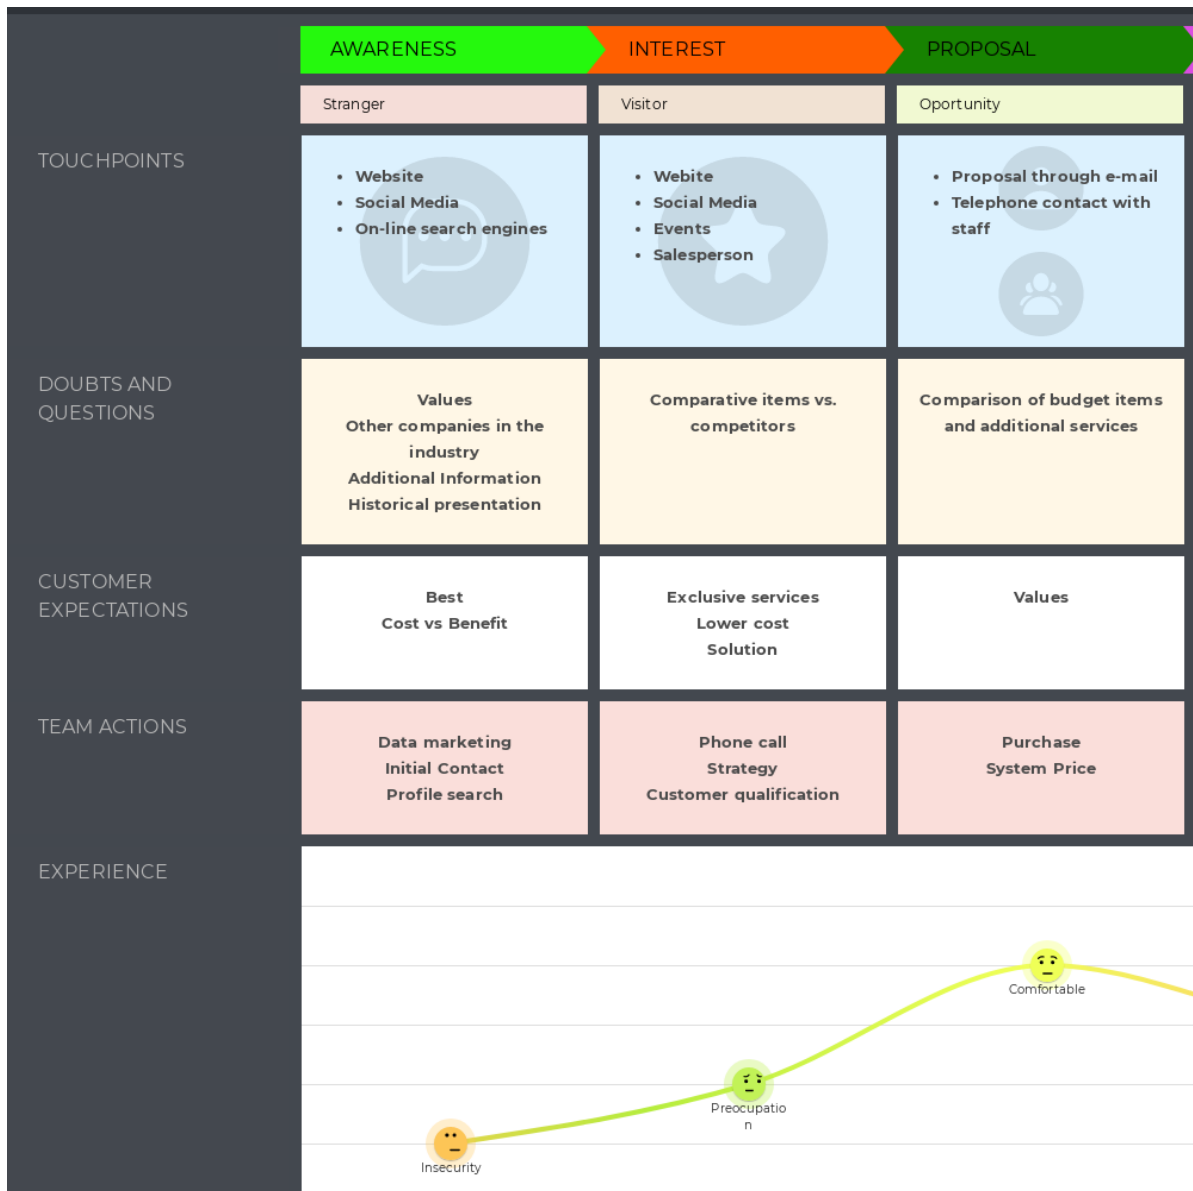 AWARENESS
INTEREST
PROPOSAL
Stranger
Visitor
Oportunity
TOUCHPOINTS
• Website
• Social Media
• On-line search engines
• Webite
• Social Media
• Events
• Salesperson
• Proposal through e-mail
• Telephone contact with
staff
DOUBTS AND
QUESTIONS
Values
Other companies in the
industry
Additional Information
Historical presentation
Comparative items vs.
competitors
Comparison of budget items
and additional services
CUSTOMER
EXPECTATIONS
Best
Cost vs Benefit
Exclusive services
Lower cost
Solution
Values
TEAM ACTIONS
Data marketing
Initial Contact
Profile search
Phone call
Strategy
Customer qualification
Purchase
System Price
EXPERIENCE
Comfortable
Preocupatio
n
Insecurity